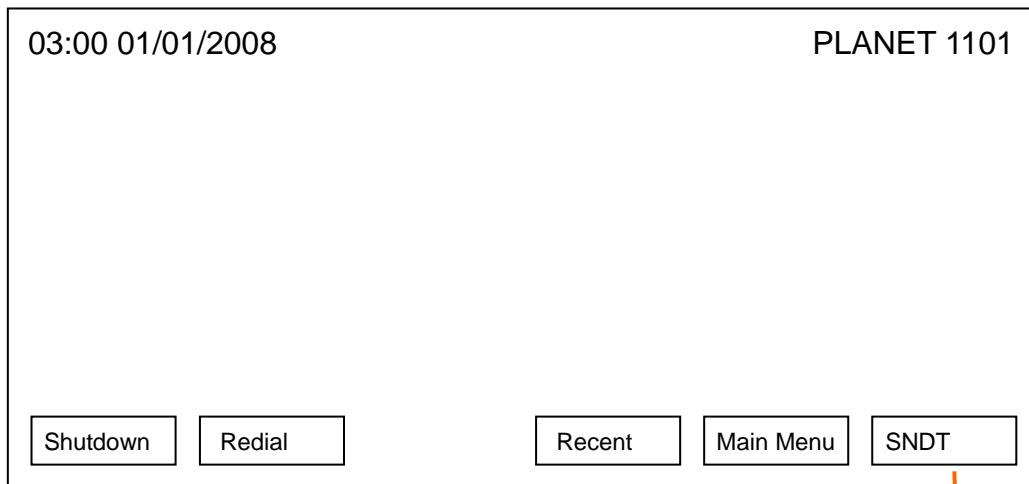 03:00 01/01/2008 PLANET 1101
Shutdown Redial Recent Main Menu SNDT